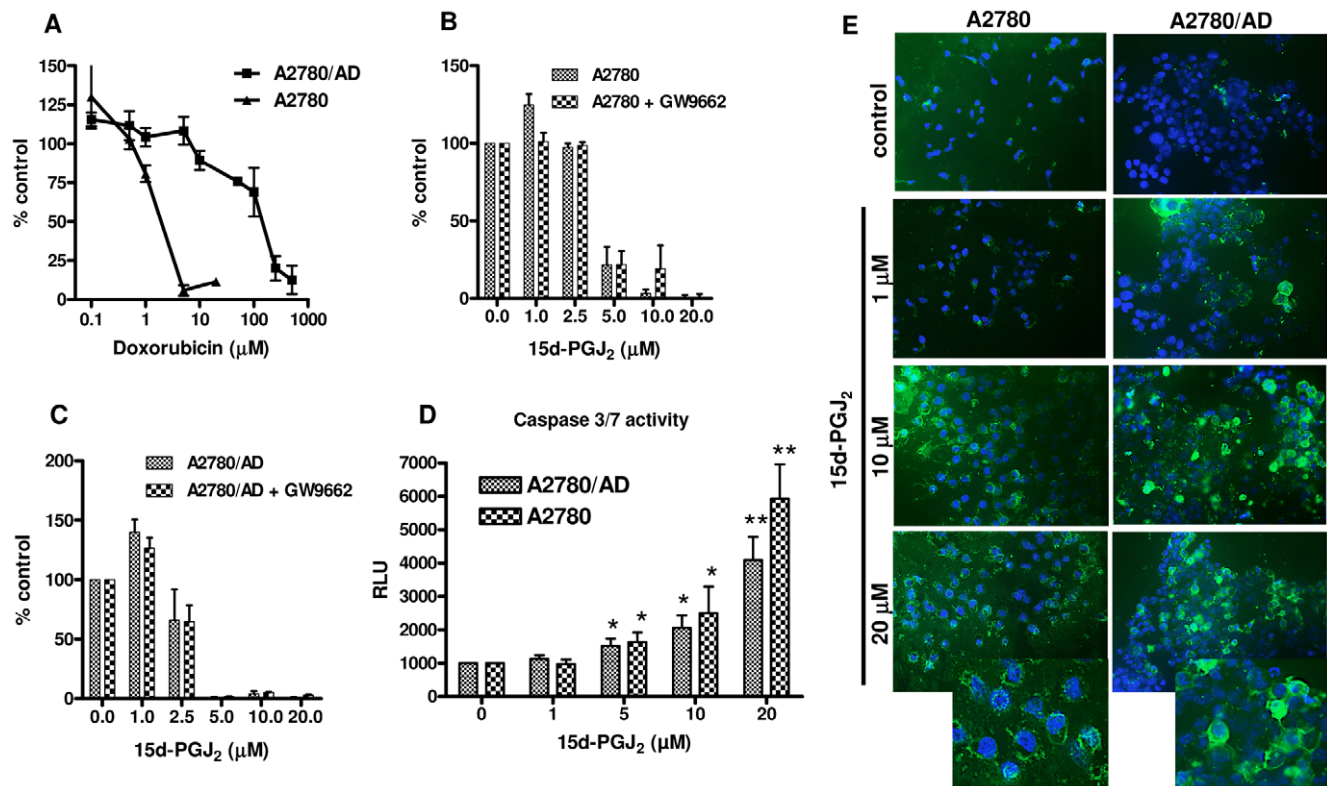 A
150
125
100
75
50
25
0
% control
0.1 1 10 100 1000
Doxorubicin (μM)
A2780/AD
A2780
B
150
100
50
0
% control
0.0 1.0 2.5 5.0 10.0 20.0
15d-PGJ2 (μM)
A2780
A2780 + GW9662
C
200
150
100
50
0
% control
0.0 1.0 2.5 5.0 10.0 20.0
15d-PGJ2 (μM)
A2780/AD
A2780/AD + GW9662
D
Caspase 3/7 activity
7000
6000
5000
4000
3000
2000
1000
400
RLU
0 1 5 10 20
15d-PGJ2 (μM)
A2780/AD
A2780
* * * * ** **
E
A2780 A2780/AD
control
1 μM
10 μM
20 μM
15d-PGJ2